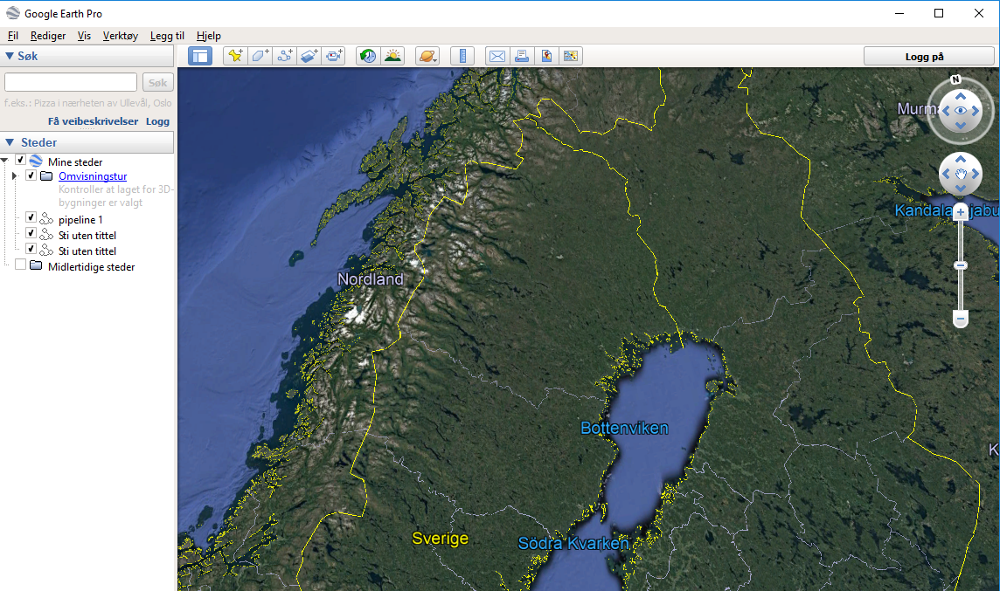 Google Earth Pro
Fil Rediger Vis Verktøy Legg til Hjelp
Søk
Logg på
Søk
f.eks.: Pizza i nærheten av Ullevål, Oslo
Få veibeskrivelser Logg
Steder
Mine steder
Omvisningstur
Kontroller at laget for 3D-
bygninger er valgt
pipeline 1
Sti uten tittel
Sti uten tittel
Midlertidige steder
N
Murma
Kandala jabu
Nordland
Bottenviken
K
Sverige
Södra Kvarken